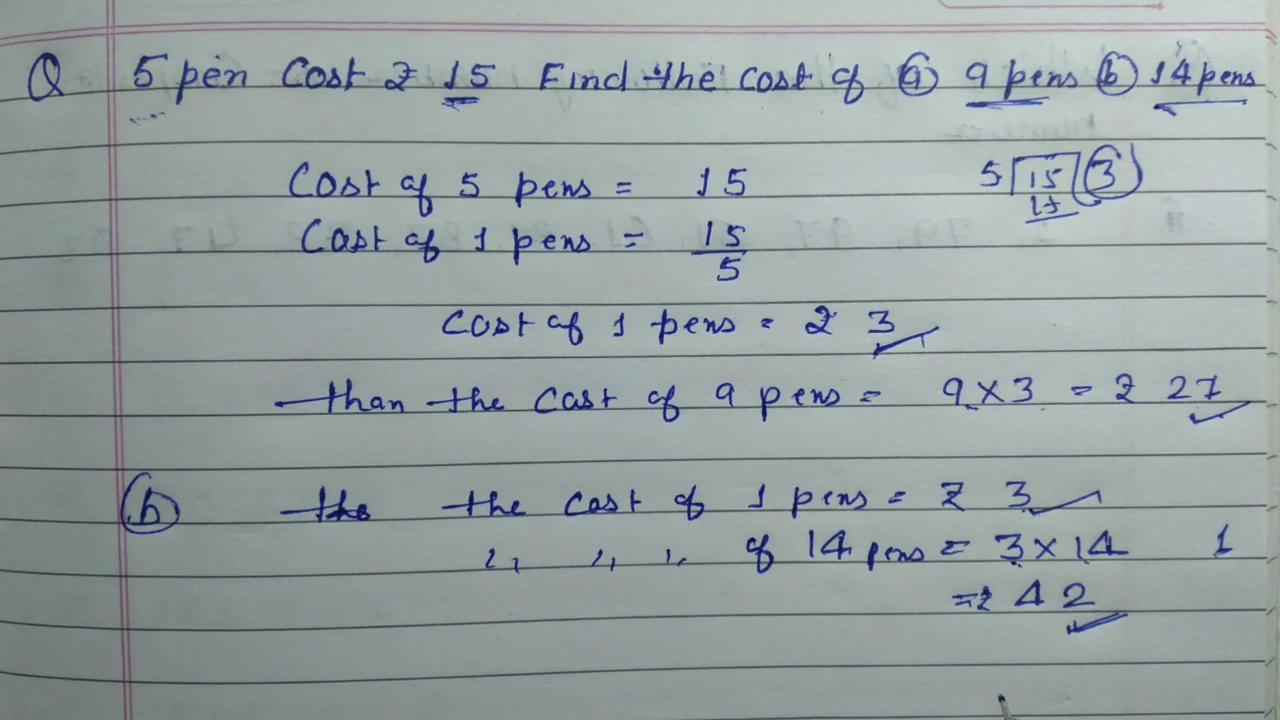 Q 5 pen Cost ₹ 15 Find the cost of ⓐ 9 pens ⓑ 14 pens
Cost of 5 pens = 15
5 15 3
15
Cost of 1 pens = 15
5
Cost of 1 pens = ₹ 3
than the cost of 9 pens = 9 × 3 = ₹ 27
ⓑ the the cost of 1 pens = ₹ 3
,, ,, ,, of 14 pens = 3 × 14 1
= ₹ 42